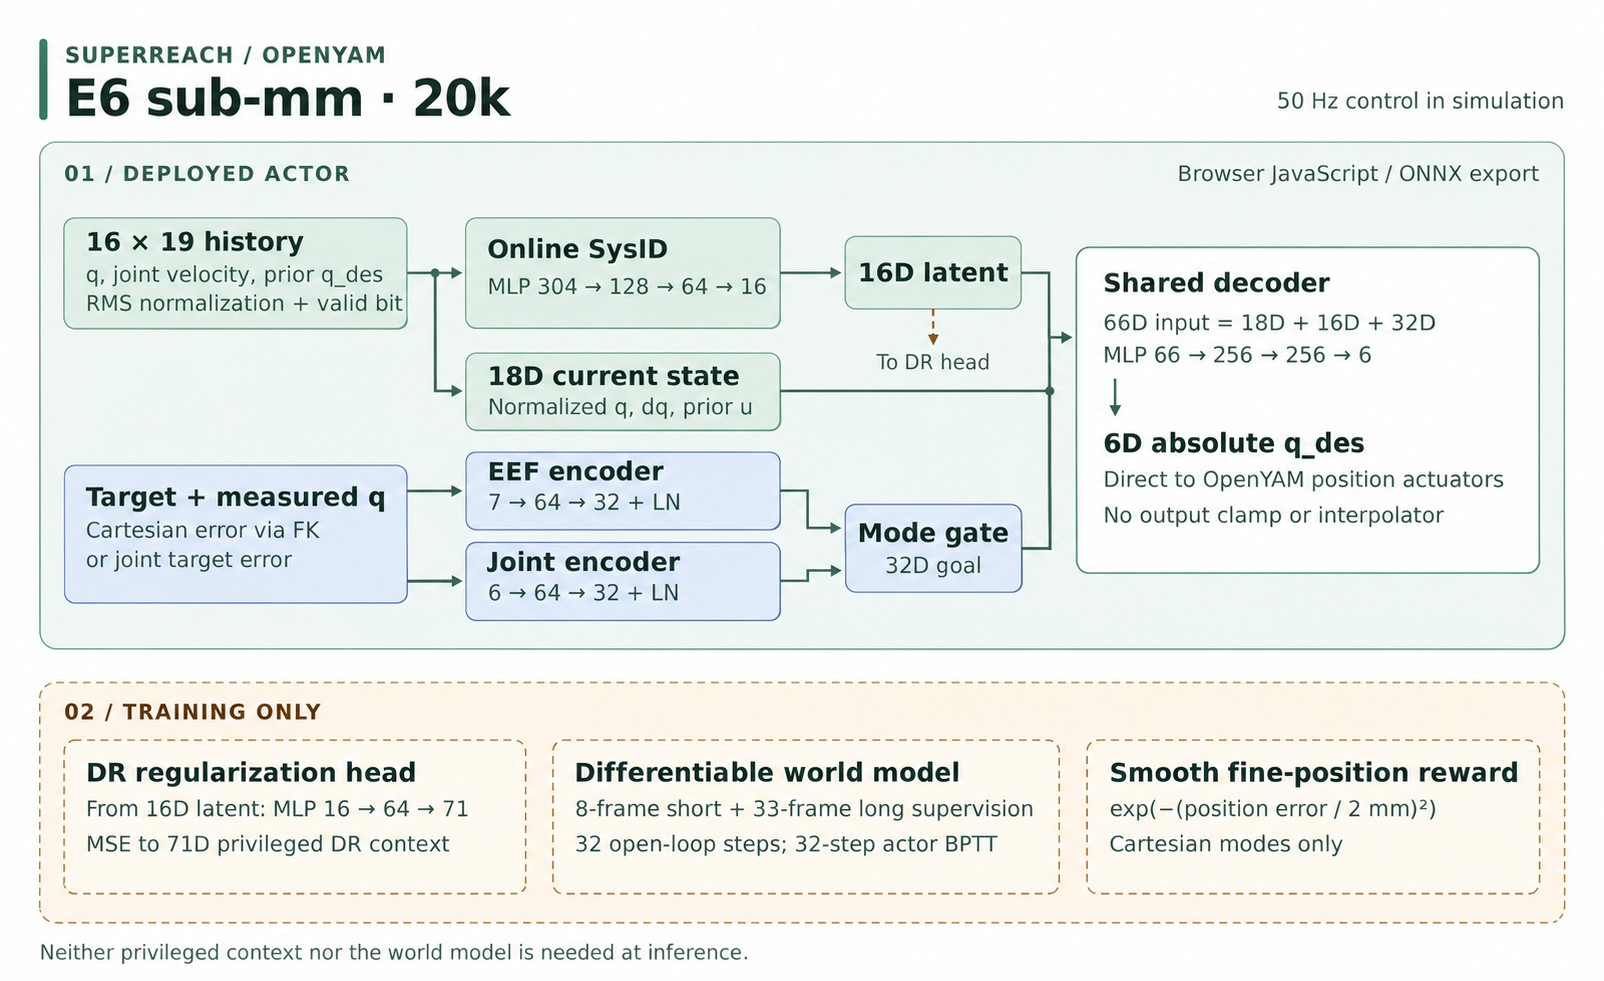 SUPERREACH / OPENYAM
E6 sub-mm · 20k
50 Hz control in simulation
01 / DEPLOYED ACTOR
Browser JavaScript / ONNX export
16 × 19 history
q, joint velocity, prior q_des
RMS normalization + valid bit
Online SysID
MLP 304 → 128 → 64 → 16
16D latent
To DR head
18D current state
Normalized q, dq, prior u
Target + measured q
Cartesian error via FK
or joint target error
EEF encoder
7 → 64 → 32 + LN
Joint encoder
6 → 64 → 32 + LN
Mode gate
32D goal
Shared decoder
66D input = 18D + 16D + 32D
MLP 66 → 256 → 256 → 6
6D absolute q_des
Direct to OpenYAM position actuators
No output clamp or interpolator
02 / TRAINING ONLY
DR regularization head
From 16D latent: MLP 16 → 64 → 71
MSE to 71D privileged DR context
Differentiable world model
8-frame short + 33-frame long supervision
32 open-loop steps; 32-step actor BPTT
Smooth fine-position reward
exp(−(position error / 2 mm)²)
Cartesian modes only
Neither privileged context nor the world model is needed at inference.